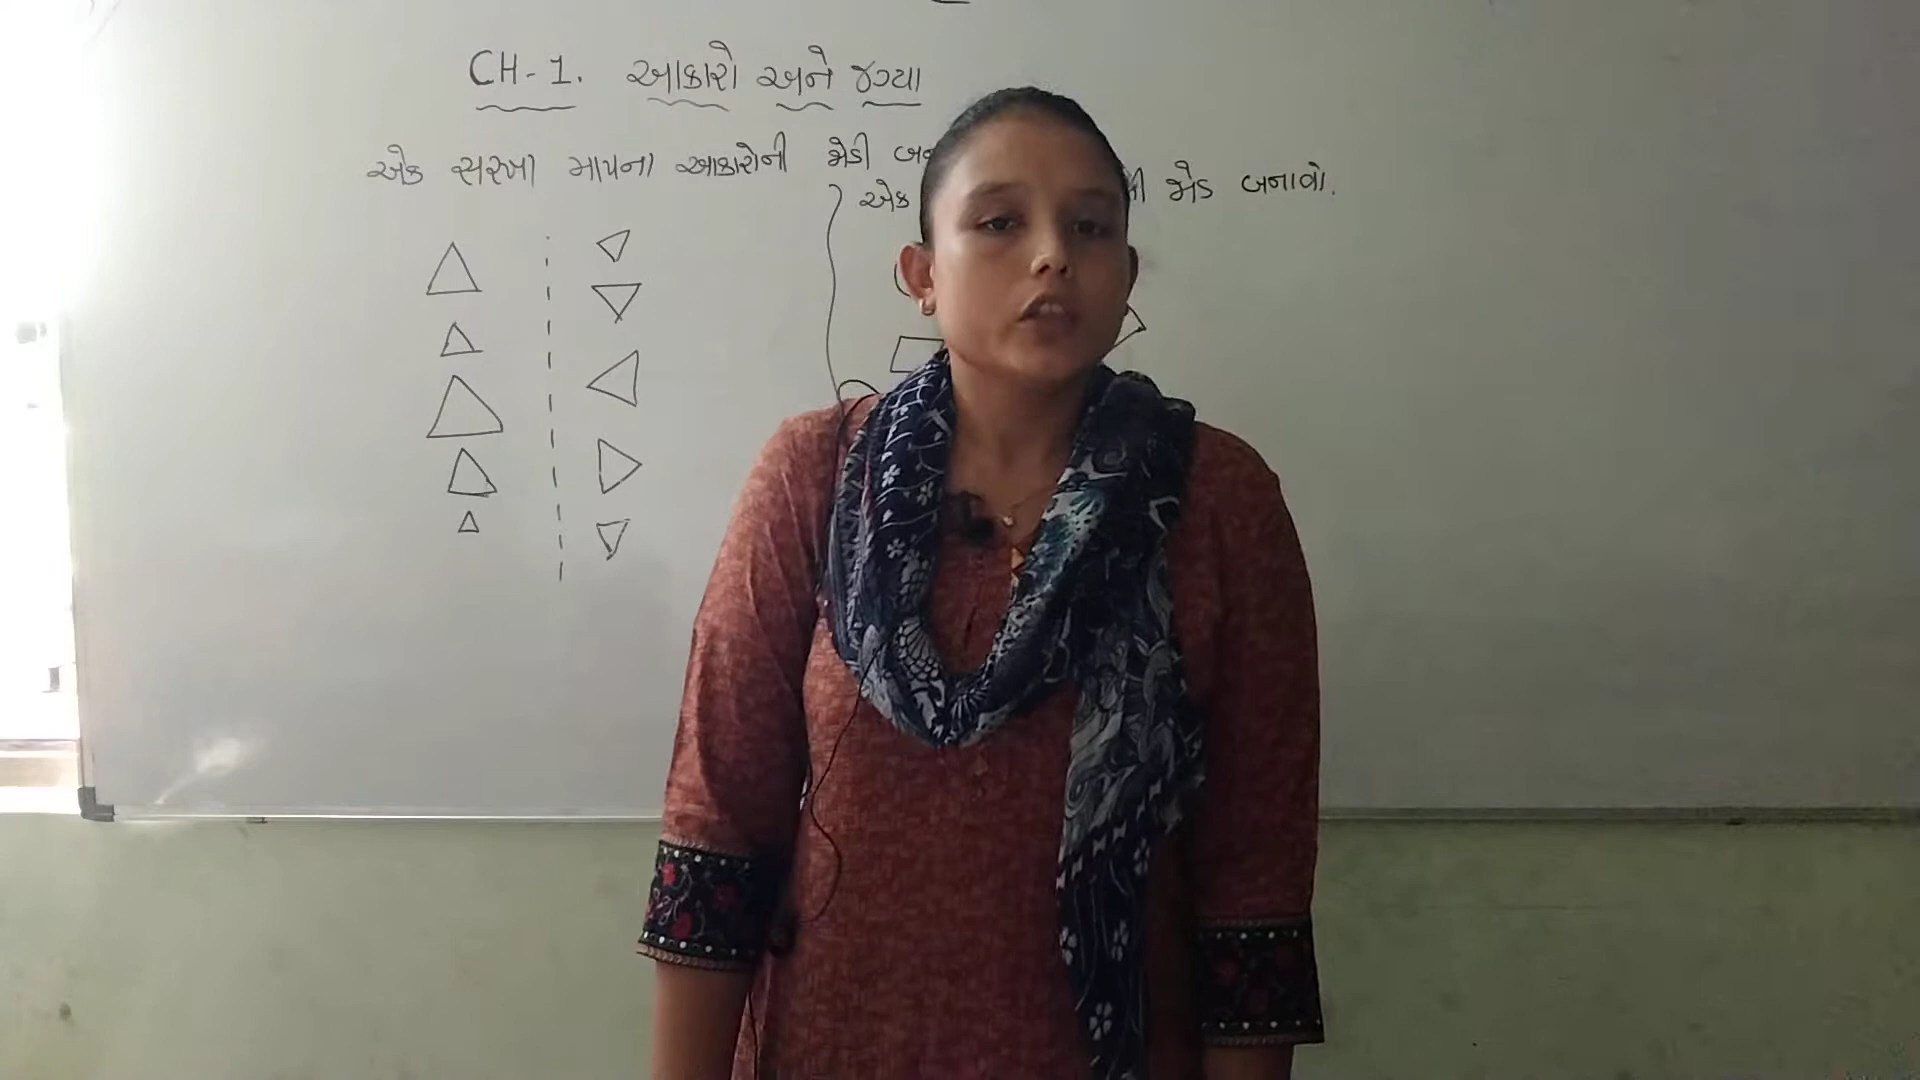 CH-1. આકારો અને જગ્યા
એક સરખા માપના આકારોની જોડી
એક જોડ બનાવો.